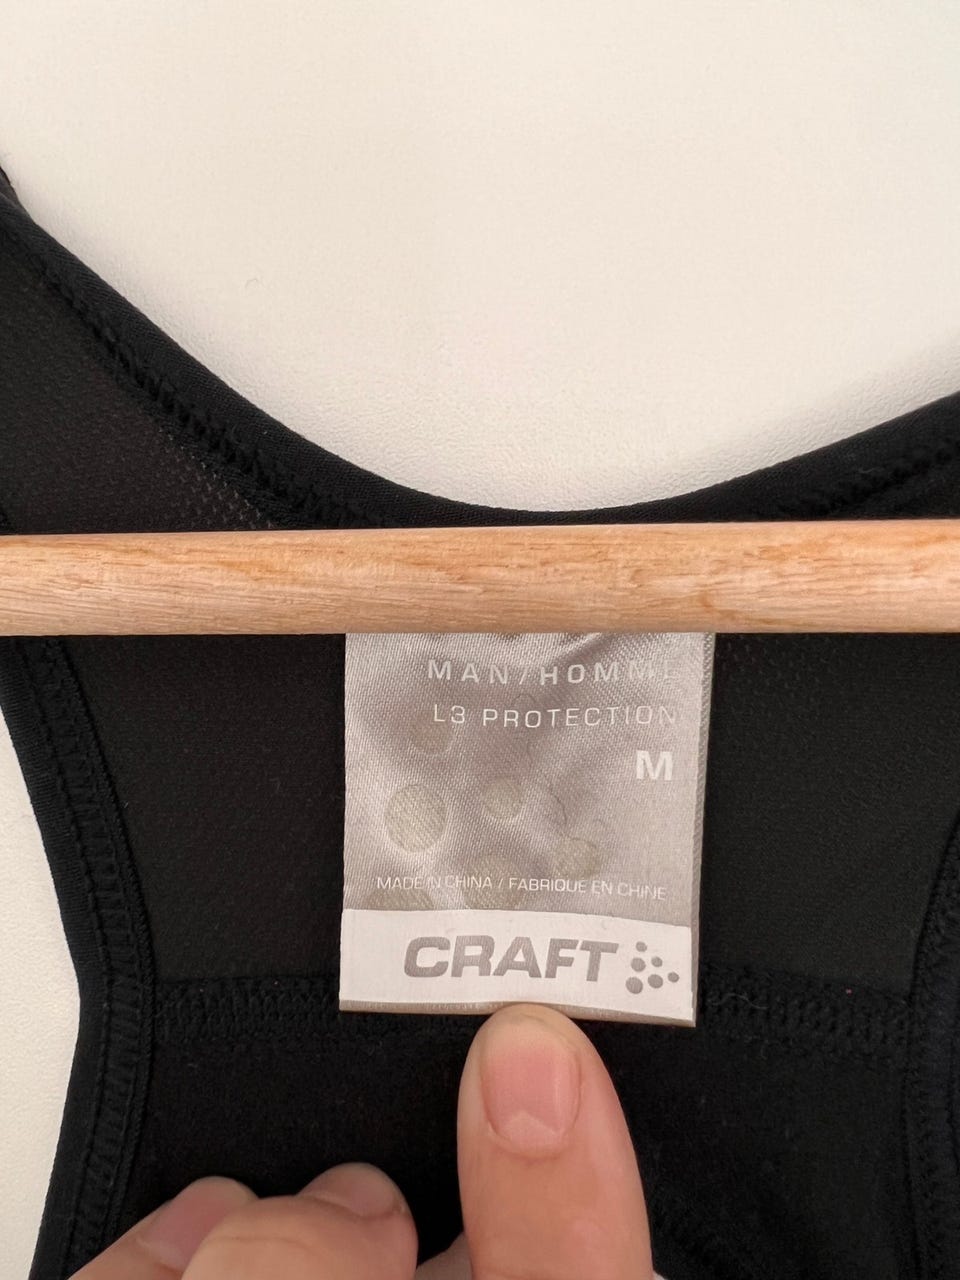 MAN/HOMME
L3 PROTECTION
M
MADE IN CHINA / FABRIQUE EN CHINE
CRAFT